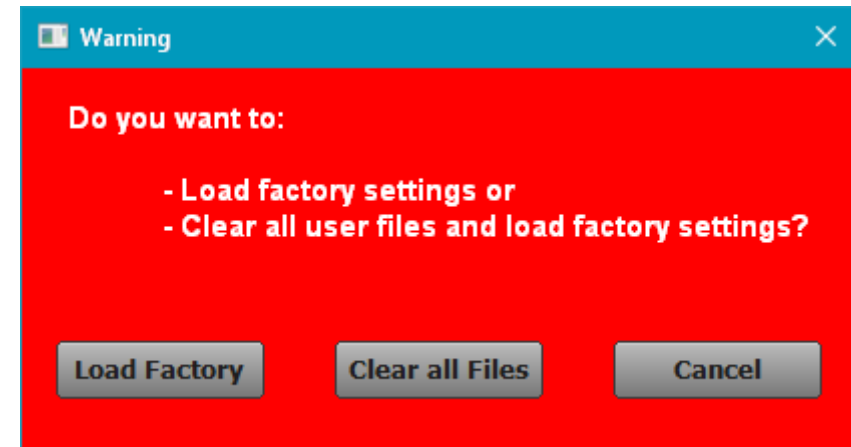 Warning
Do you want to:
- Load factory settings or
- Clear all user files and load factory settings?
Load Factory Clear all Files Cancel